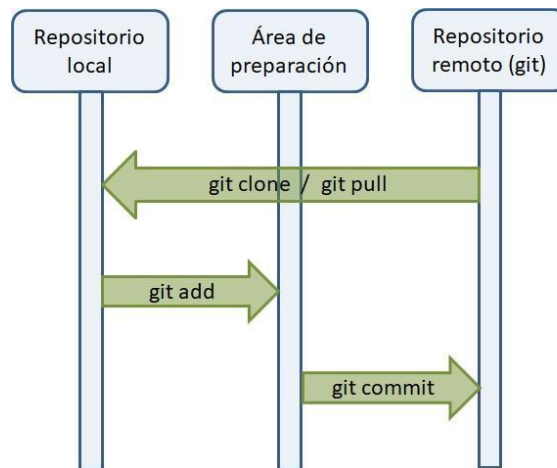 Repositorio
local
Área de
preparación
Repositorio
remoto (git)
git clone / git pull
git add
git commit